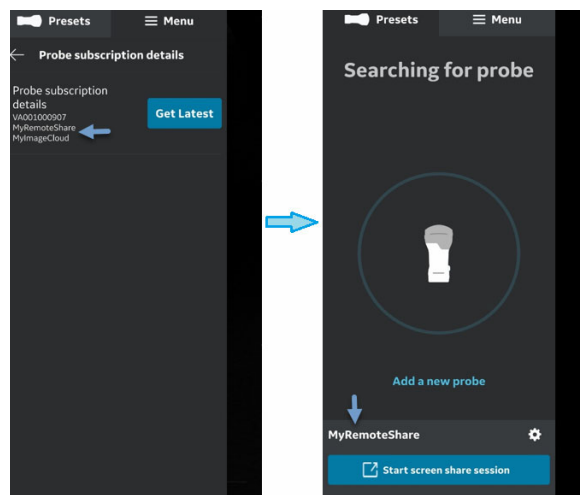 Presets
Menu
Probe subscription details
Probe subscription
details
VA001000907
MyRemoteShare
MyImageCloud
Get Latest
Presets
Menu
Searching for probe
Add a new probe
MyRemoteShare
Start screen share session